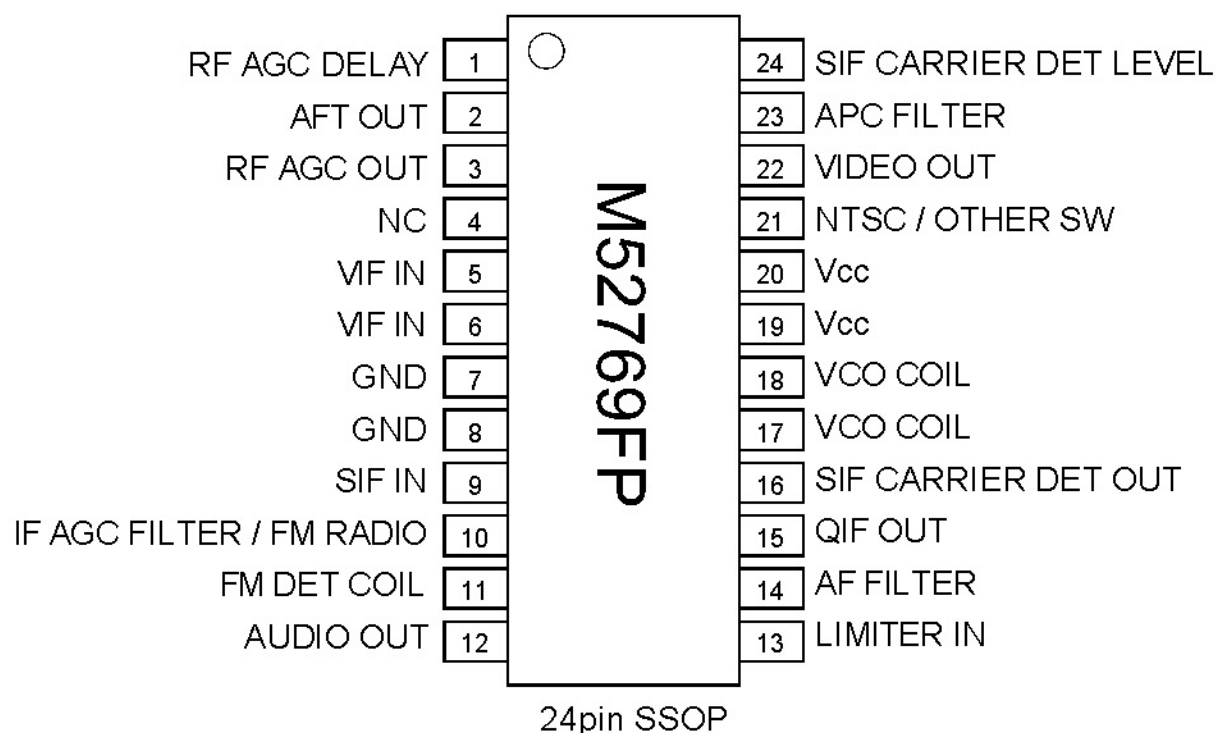 RF AGC DELAY 1 24 SIF CARRIER DET LEVEL
AFT OUT 2 23 APC FILTER
RF AGC OUT 3 22 VIDEO OUT
NC 4 21 NTSC / OTHER SW
VIF IN 5 20 Vcc
VIF IN 6 19 Vcc
GND 7 18 VCO COIL
GND 8 17 VCO COIL
SIF IN 9 16 SIF CARRIER DET OUT
IF AGC FILTER / FM RADIO 10 15 QIF OUT
FM DET COIL 11 14 AF FILTER
AUDIO OUT 12 13 LIMITER IN
M52769FP
24pin SSOP